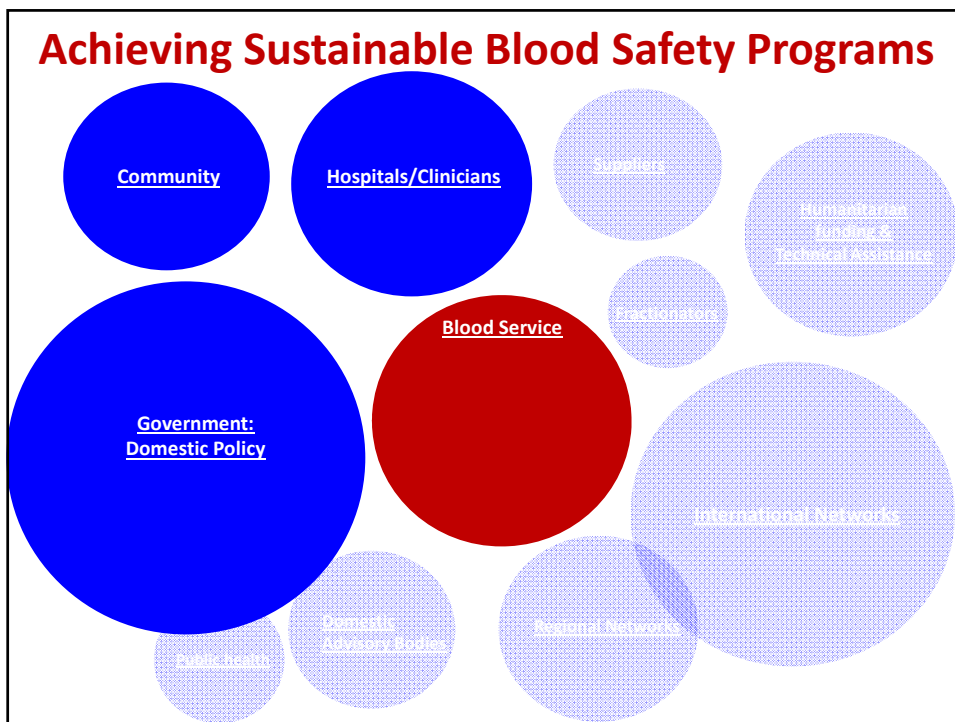 Achieving Sustainable Blood Safety Programs
Community
Hospitals/Clinicians
Suppliers
Humanitarian
funding &
Technical Assistance
Fractionators
Blood Service
Government:
Domestic Policy
International Networks
Domestic
Advisory Bodies
Regional Networks
Public health